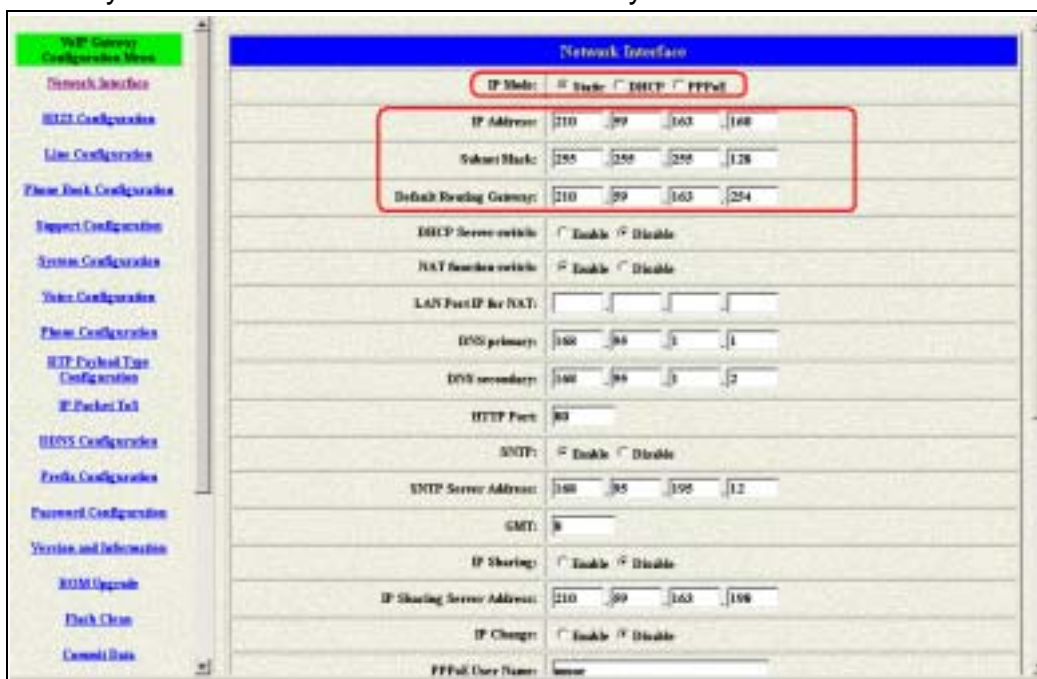 VoIP Gateway
Configuration Menu
Network Interface
H323 Configuration
Line Configuration
Phone Book Configuration
Support Configuration
System Configuration
Voice Configuration
Phone Configuration
RTP Payload Type
Configuration
IP Packet ToS
HDNS Configuration
Prefix Configuration
Password Configuration
Version and Information
ROM Upgrade
Flash Clean
Commit Data
Network Interface
IP Mode: Static DHCP PPPoE
IP Address: 210 . 59 . 163 .
Subnet Mask: 255 . 255 . 255 . 128
Default Routing Gateway: 210 . 59 . 163 . 254
DHCP Server switch: Enable Disable
NAT function switch: Enable Disable
LAN Port IP for NAT: . . .
DNS primary: 168 . 95 . 1 . 1
DNS secondary: 168 . 95 . 1 . 2
HTTP Port: 80
SNTP: Enable Disable
SNTP Server Address: 168 . 95 . 195 . 12
GMT: 8
IP Sharing: Enable Disable
IP Sharing Server Address: 210 . 59 . 163 . 198
IP Change: Enable Disable
PPPoE User Name: